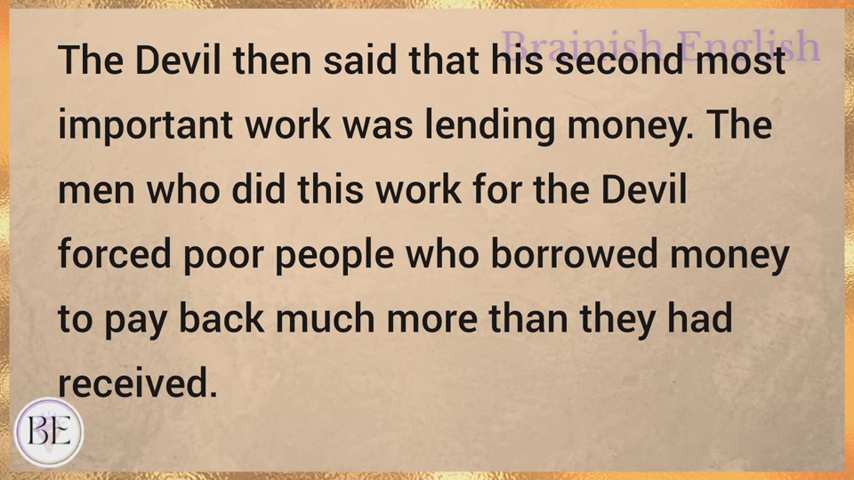 Brainish English
The Devil then said that his second most
important work was lending money. The
men who did this work for the Devil
forced poor people who borrowed money
to pay back much more than they had
received.
BE